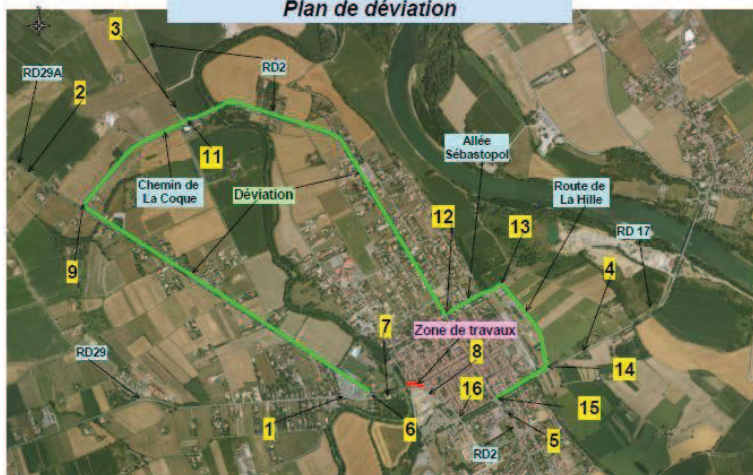 Plan de déviation
3
RD29A
2
RD2
11
Allée
Sébastopol
Chemin de
La Coque
Déviation
Route de
La Hille
12
13
RD 17
9
4
Zone de travaux
7
8
RD29
14
16
1
6
15
5
RD2